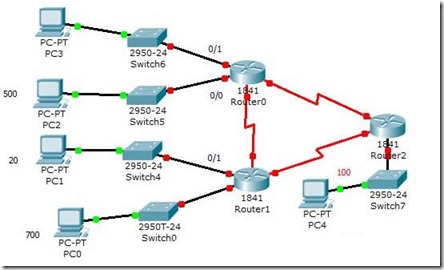 PC-PT
PC3
2950-24
Switch6
0/1
1841
Router0
500
PC-PT
PC2
2950-24
Switch5
0/0
1841
Router2
20
PC-PT
PC1
2950-24
Switch4
0/1
1841
Router1
100
PC-PT
PC4
2950-24
Switch7
700
PC-PT
PC0
2950T-24
Switch0